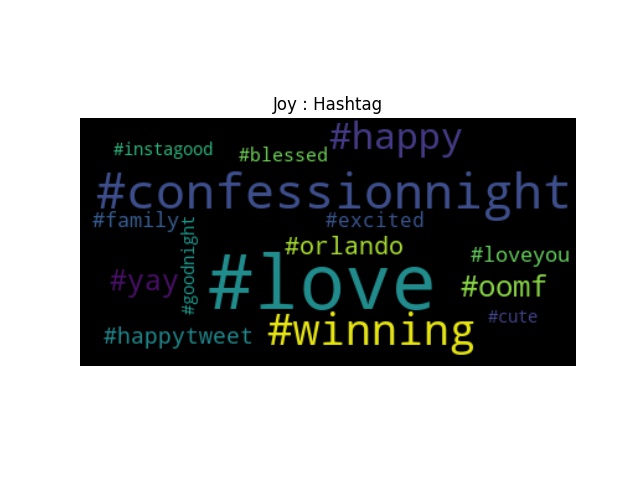 Joy : Hashtag
#happy
#instagood
#blessed
#confessionnight
#family
#excited
#goodnight
#orlando
#loveyou
#yay
#love
#oomf
#cute
#winning
#happytweet